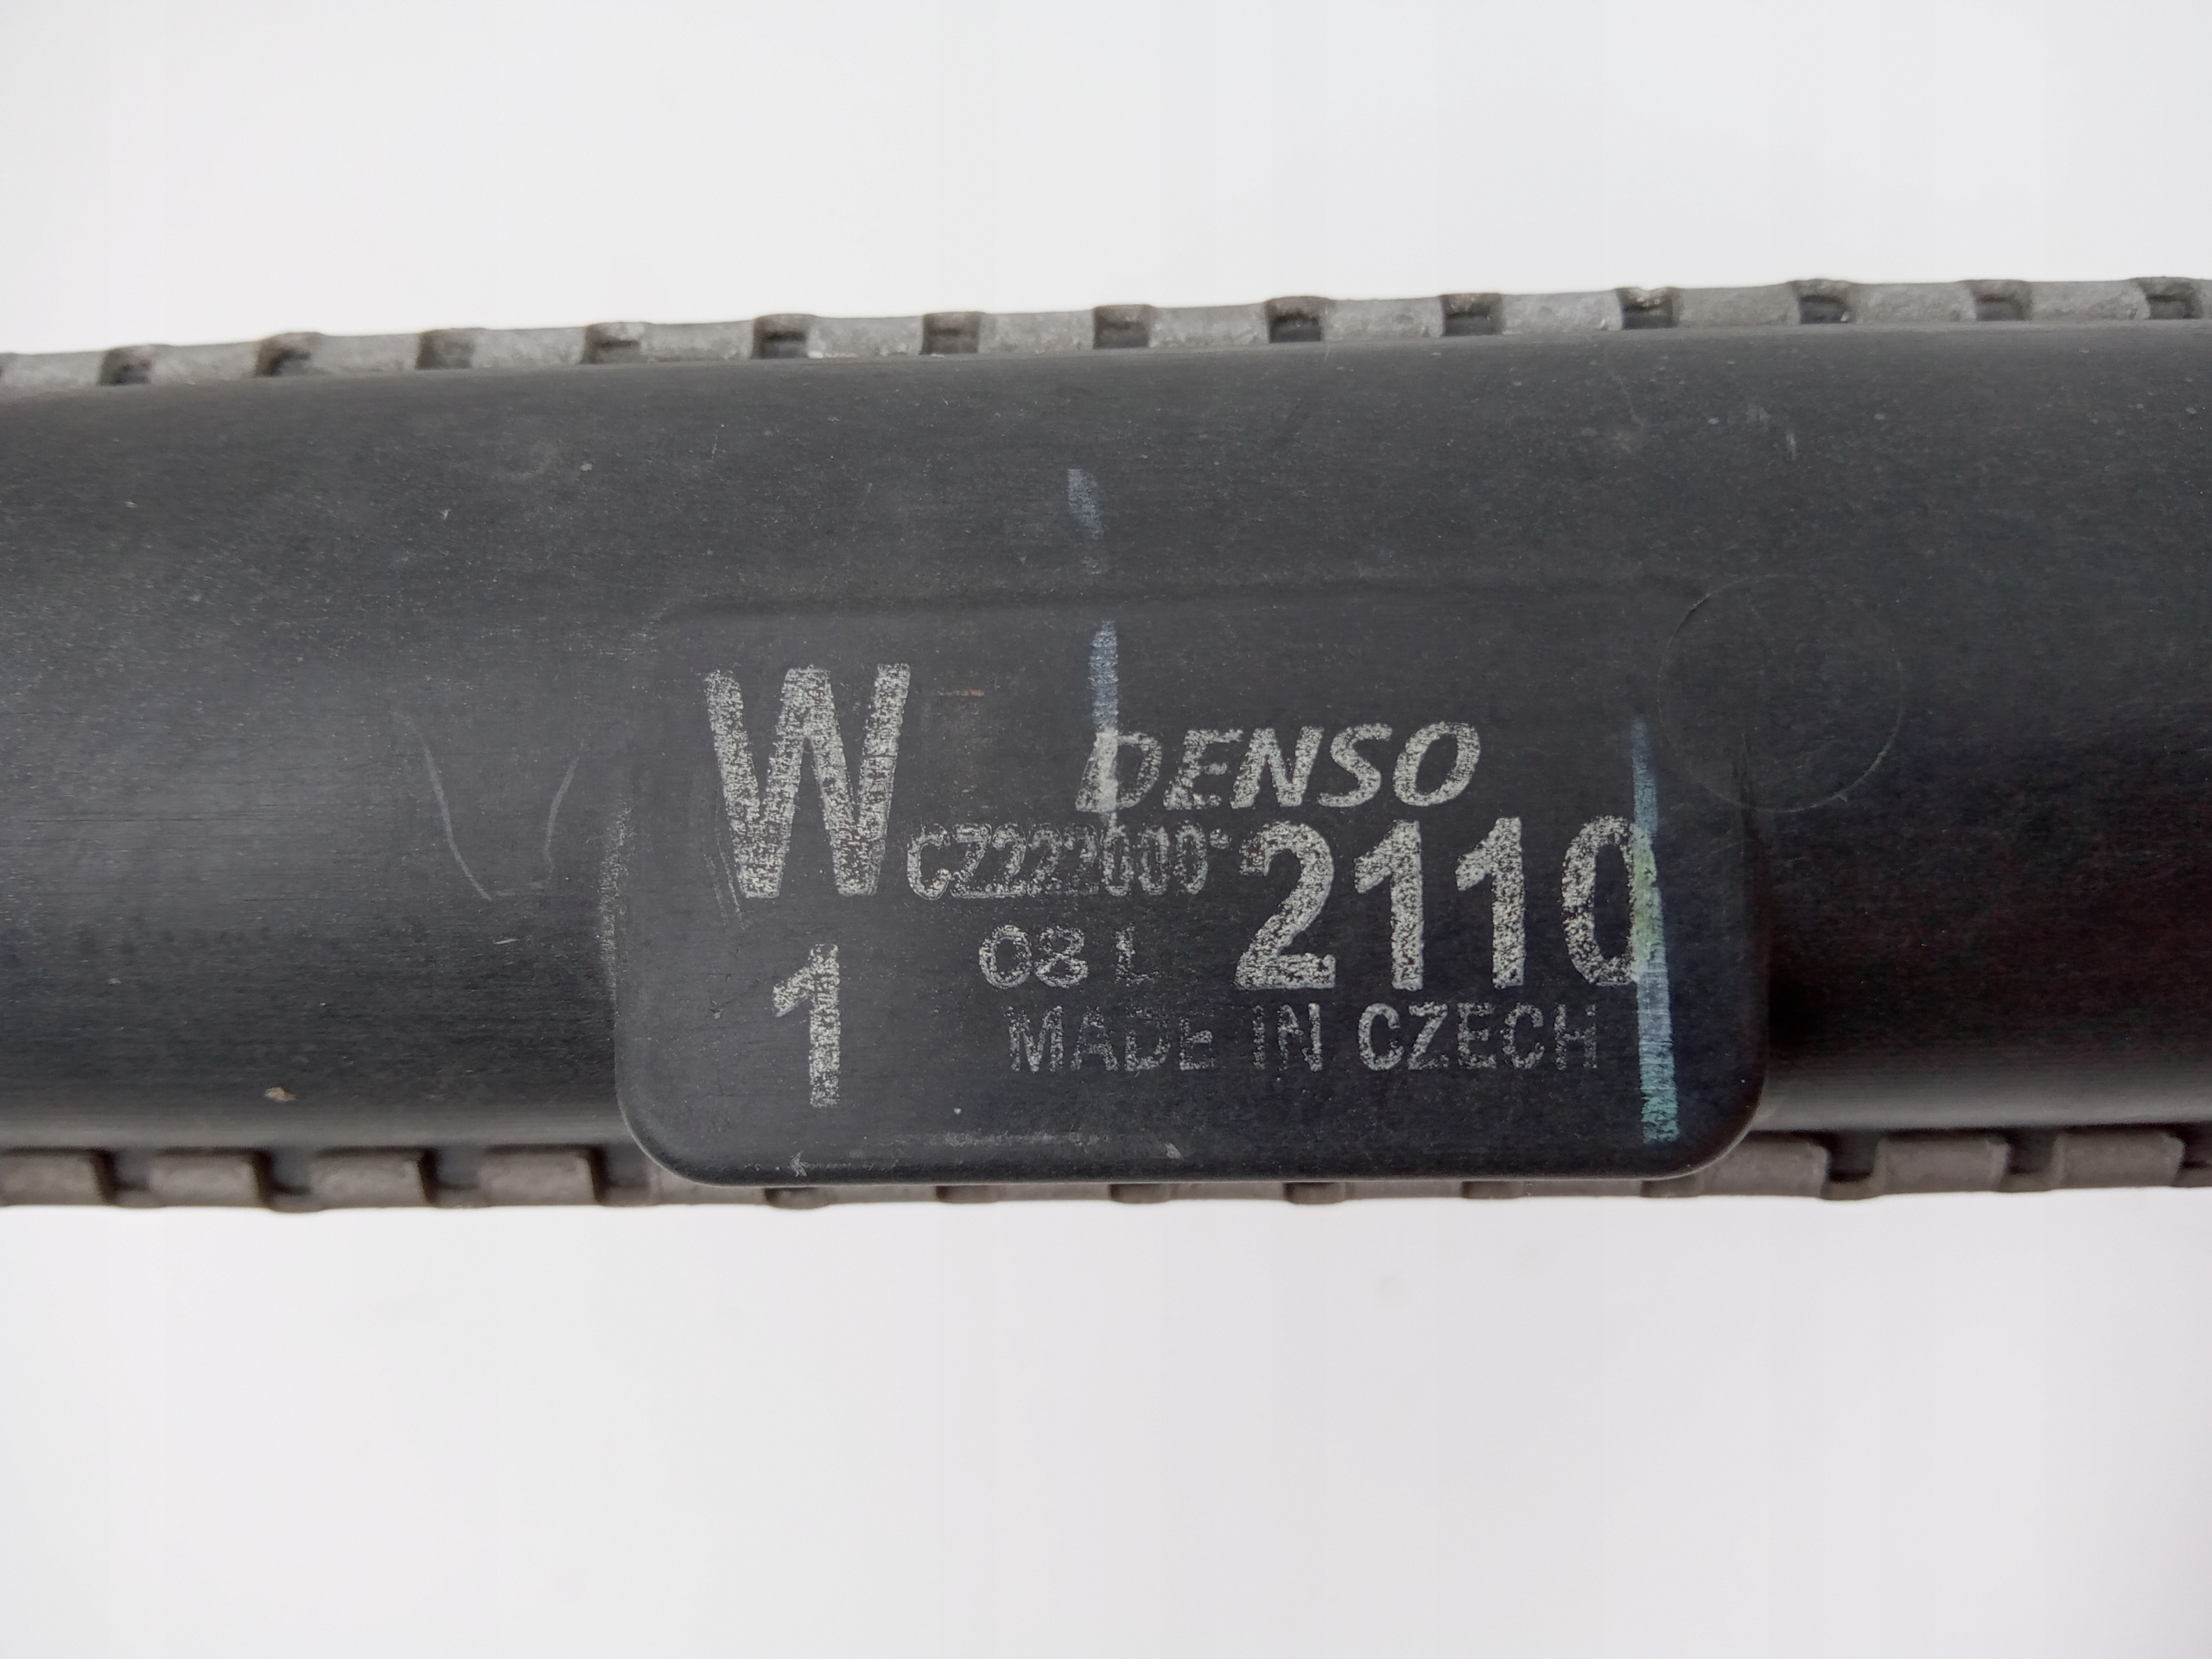 W DENSO
CZ222000-2110
1 08 L
MADE IN CZECH